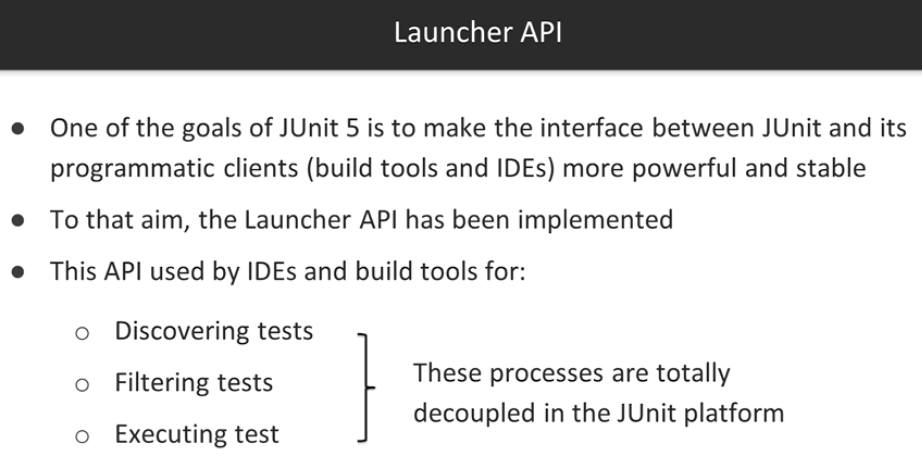 Launcher API
● One of the goals of JUnit 5 is to make the interface between JUnit and its
programmatic clients (build tools and IDEs) more powerful and stable
● To that aim, the Launcher API has been implemented
● This API used by IDEs and build tools for:
○ Discovering tests
○ Filtering tests
○ Executing test
These processes are totally
decoupled in the JUnit platform